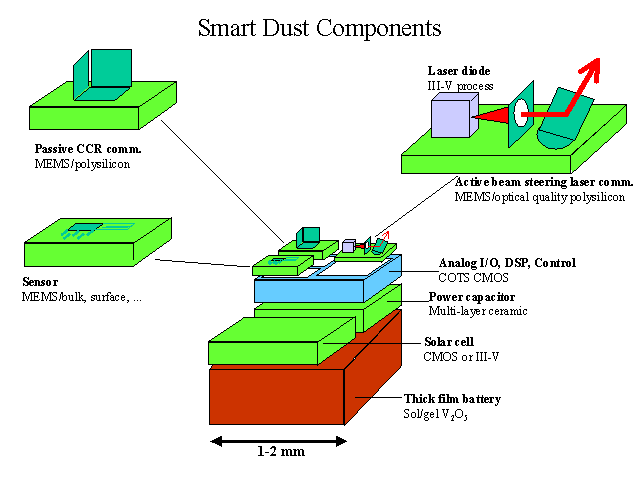 Smart Dust Components
Laser diode
III-V process
Passive CCR comm.
MEMS/polysilicon
Active beam steering laser comm.
MEMS/optical quality polysilicon
Sensor
MEMS/bulk, surface, ...
Analog I/O, DSP, Control
COTS CMOS
Power capacitor
Multi-layer ceramic
Solar cell
CMOS or III-V
Thick film battery
Sol/gel V₂O₅
1-2 mm